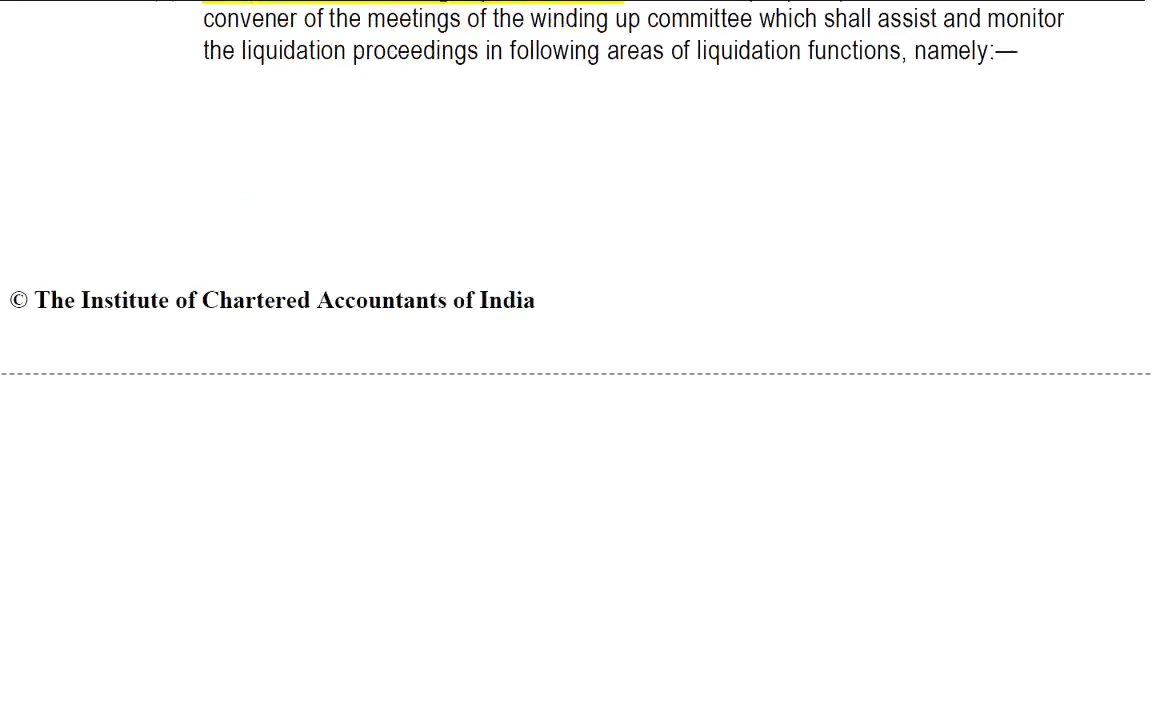 convener of the meetings of the winding up committee which shall assist and monitor
the liquidation proceedings in following areas of liquidation functions, namely:—
© The Institute of Chartered Accountants of India